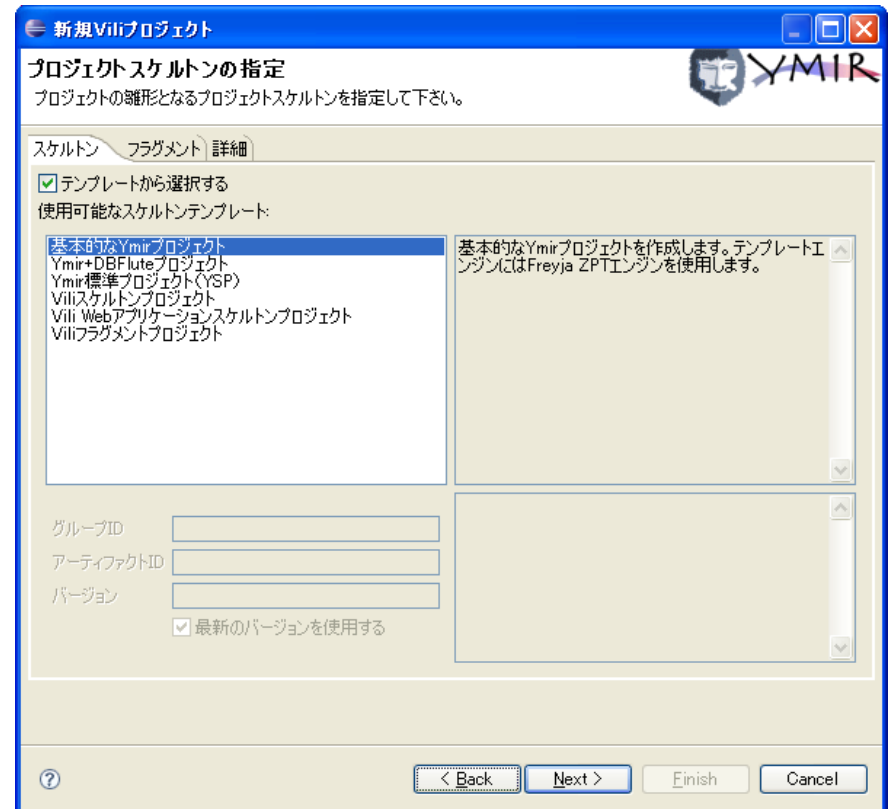 新規Viliプロジェクト
プロジェクトスケルトンの指定
プロジェクトの雛形となるプロジェクトスケルトンを指定して下さい。
YMIR
スケルトン フラグメント 詳細
テンプレートから選択する
使用可能なスケルトンテンプレート:
基本的なYmirプロジェクト
Ymir+DBFluteプロジェクト
Ymir標準プロジェクト(YSP)
Viliスケルトンプロジェクト
Vili Webアプリケーションスケルトンプロジェクト
Viliフラグメントプロジェクト
基本的なYmirプロジェクトを作成します。テンプレートエ
ンジンにはFreyja ZPTエンジンを使用します。
グループID
アーティファクトID
バージョン
最新のバージョンを使用する
? < Back Next > Finish Cancel